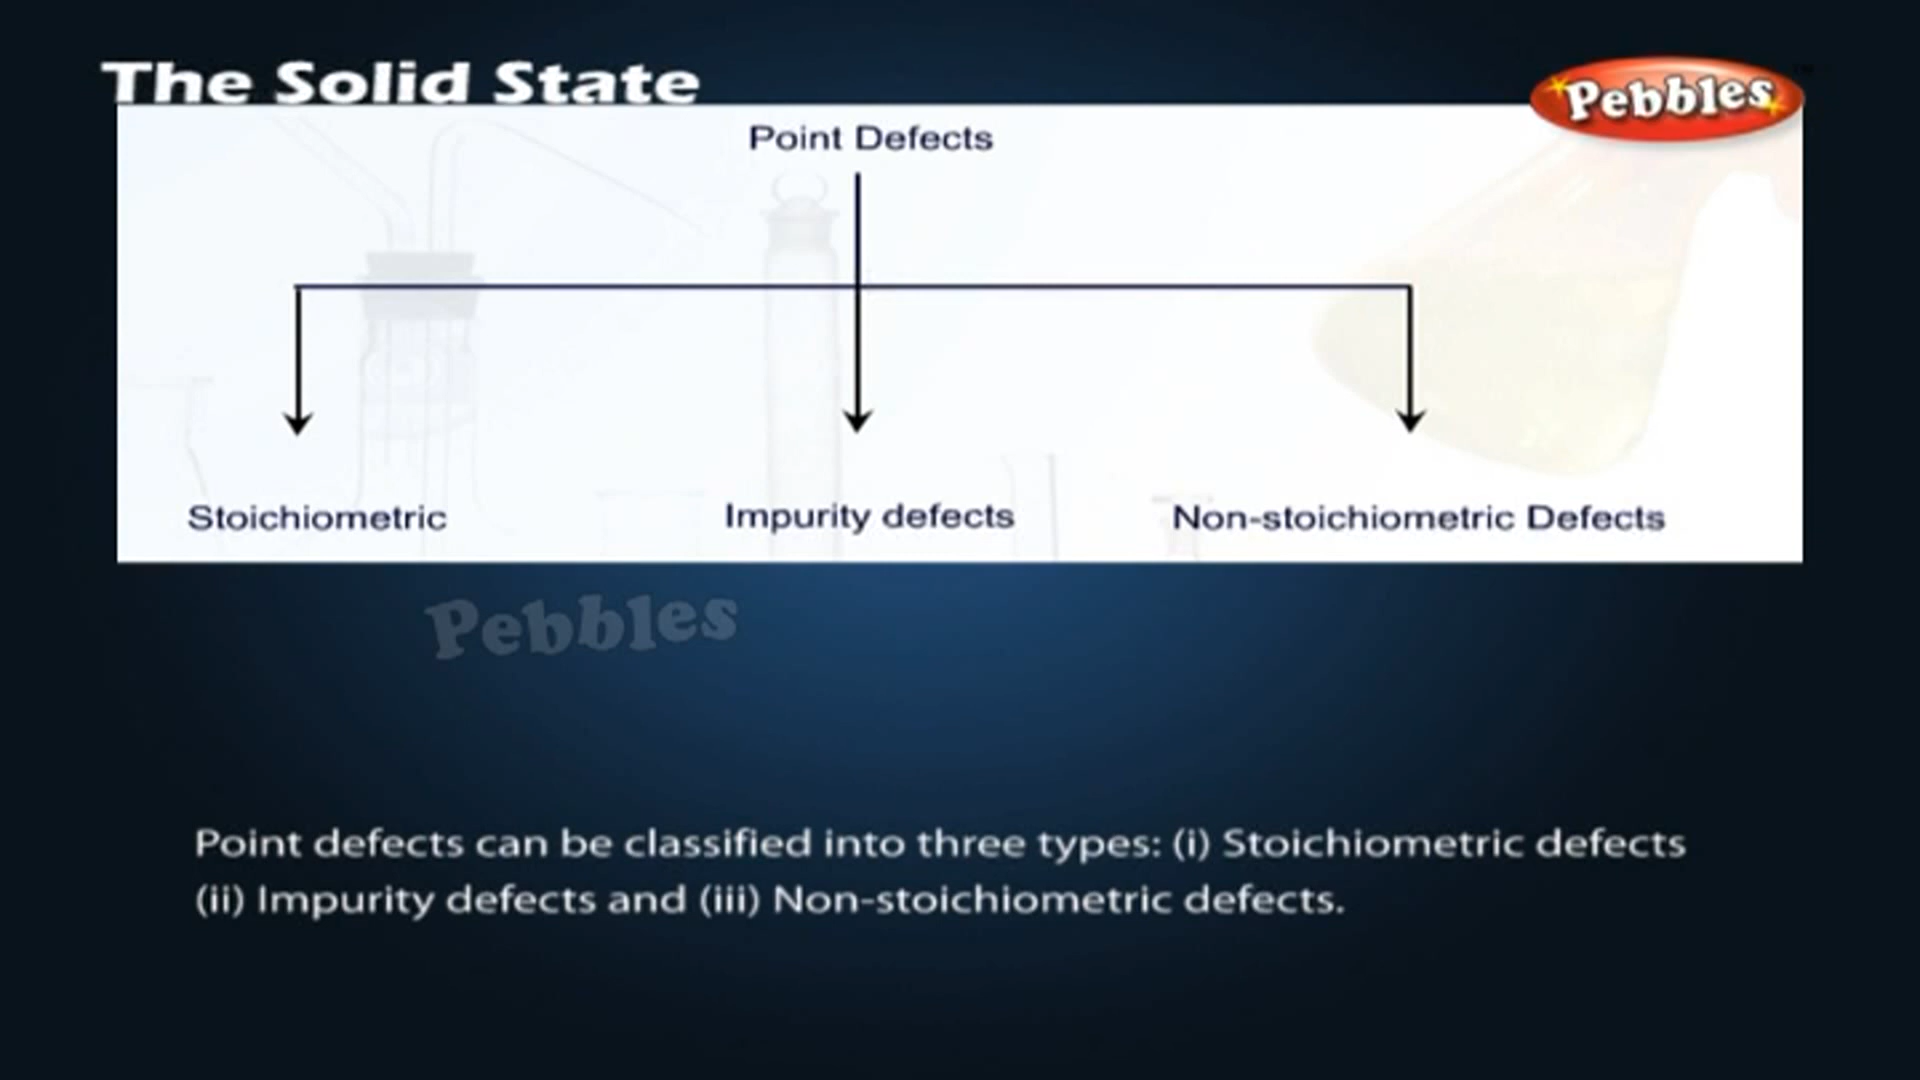 The Solid State
Pebbles
Point Defects
Stoichiometric
Impurity defects
Non-stoichiometric Defects
Pebbles
Point defects can be classified into three types: (i) Stoichiometric defects
(ii) Impurity defects and (iii) Non-stoichiometric defects.